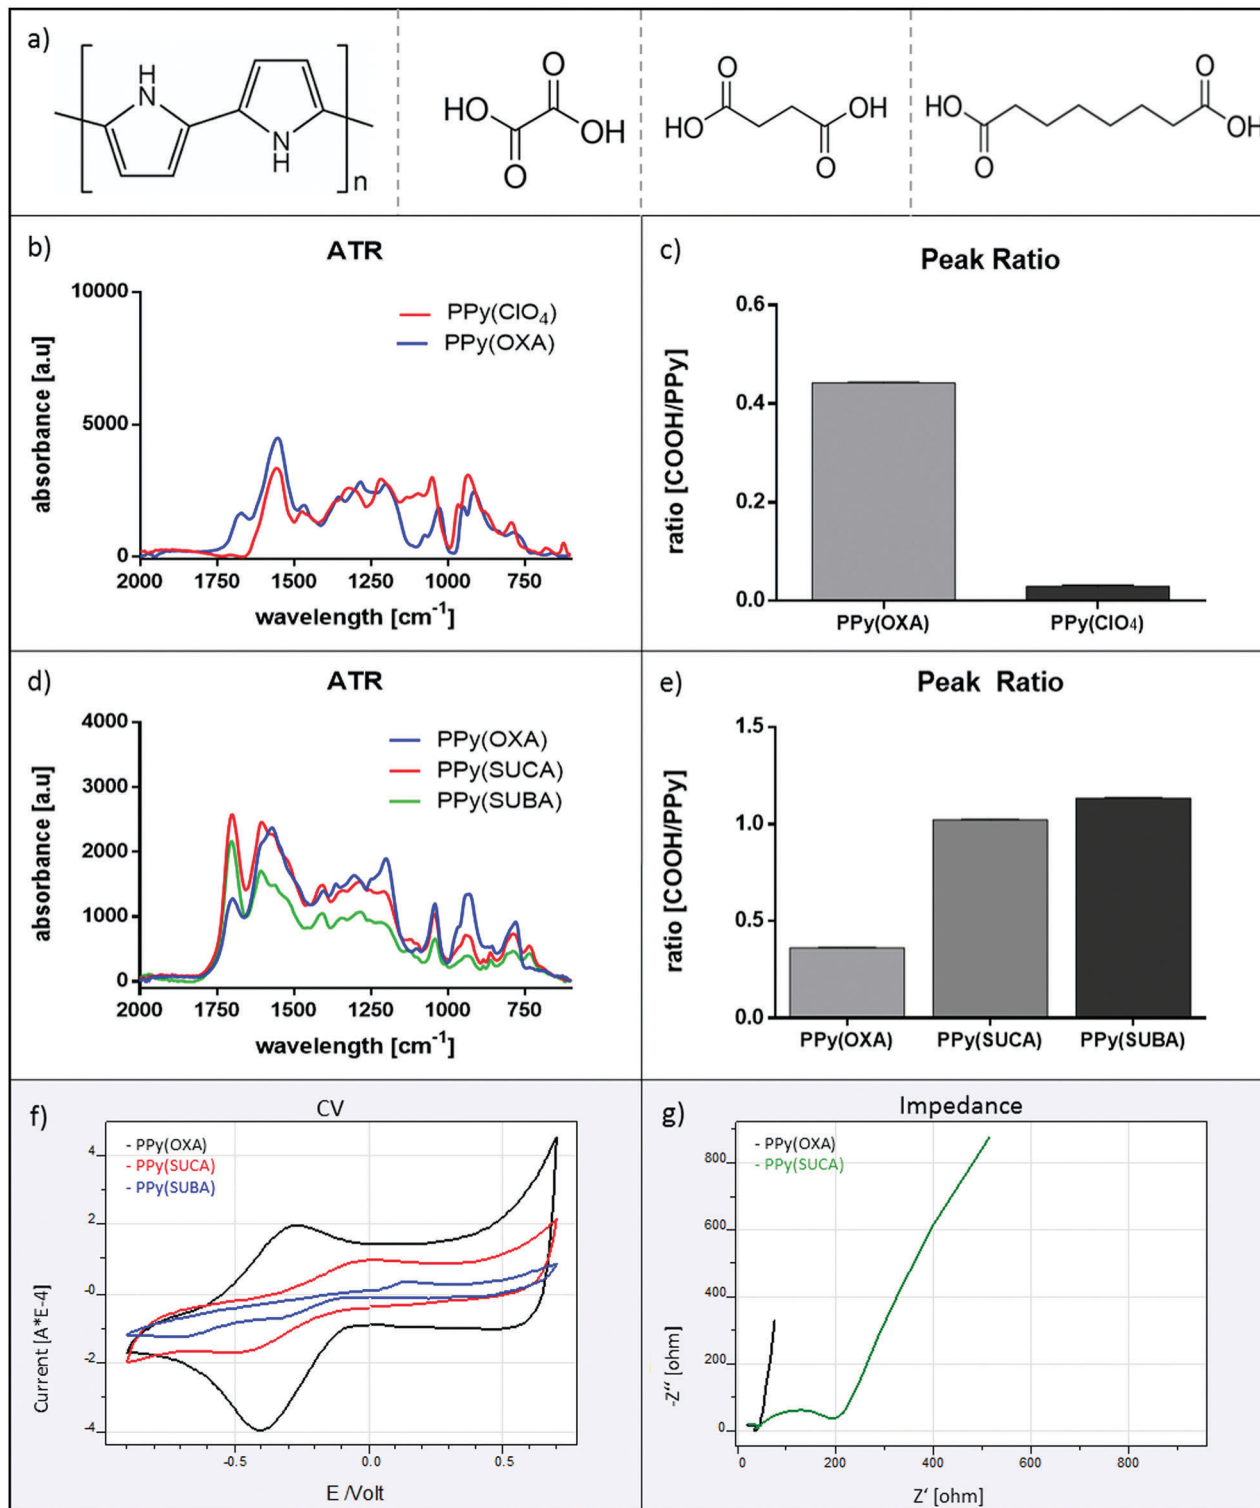 a)
H
N
N
H
n
O
HO
OH
O
O
OH
HO
O
O
HO
OH
O
b)
ATR
10000
5000
0
absorbance [a.u]
PPy(ClO4)
PPy(OXA)
2000 1750 1500 1250 1000 750
wavelength [cm-1]
c)
Peak Ratio
0.6
0.4
0.2
0.0
ratio [COOH/PPy]
PPy(OXA) PPy(ClO4)
d)
ATR
4000
3000
2000
1000
0
absorbance [a.u]
PPy(OXA)
PPy(SUCA)
PPy(SUBA)
2000 1750 1500 1250 1000 750
wavelength [cm-1]
e)
Peak Ratio
1.5
1.0
0.5
0.0
ratio [COOH/PPy]
PPy(OXA) PPy(SUCA) PPy(SUBA)
f)
CV
- PPy(OXA)
- PPy(SUCA)
- PPy(SUBA)
4
2
-0
-2
-4
Current [A*E-4]
-0.5 0.0 0.5
E /Volt
g)
Impedance
- PPy(OXA)
- PPy(SUCA)
800
600
400
200
0
-Z‘‘ [ohm]
0 200 400 600 800
Z‘ [ohm]